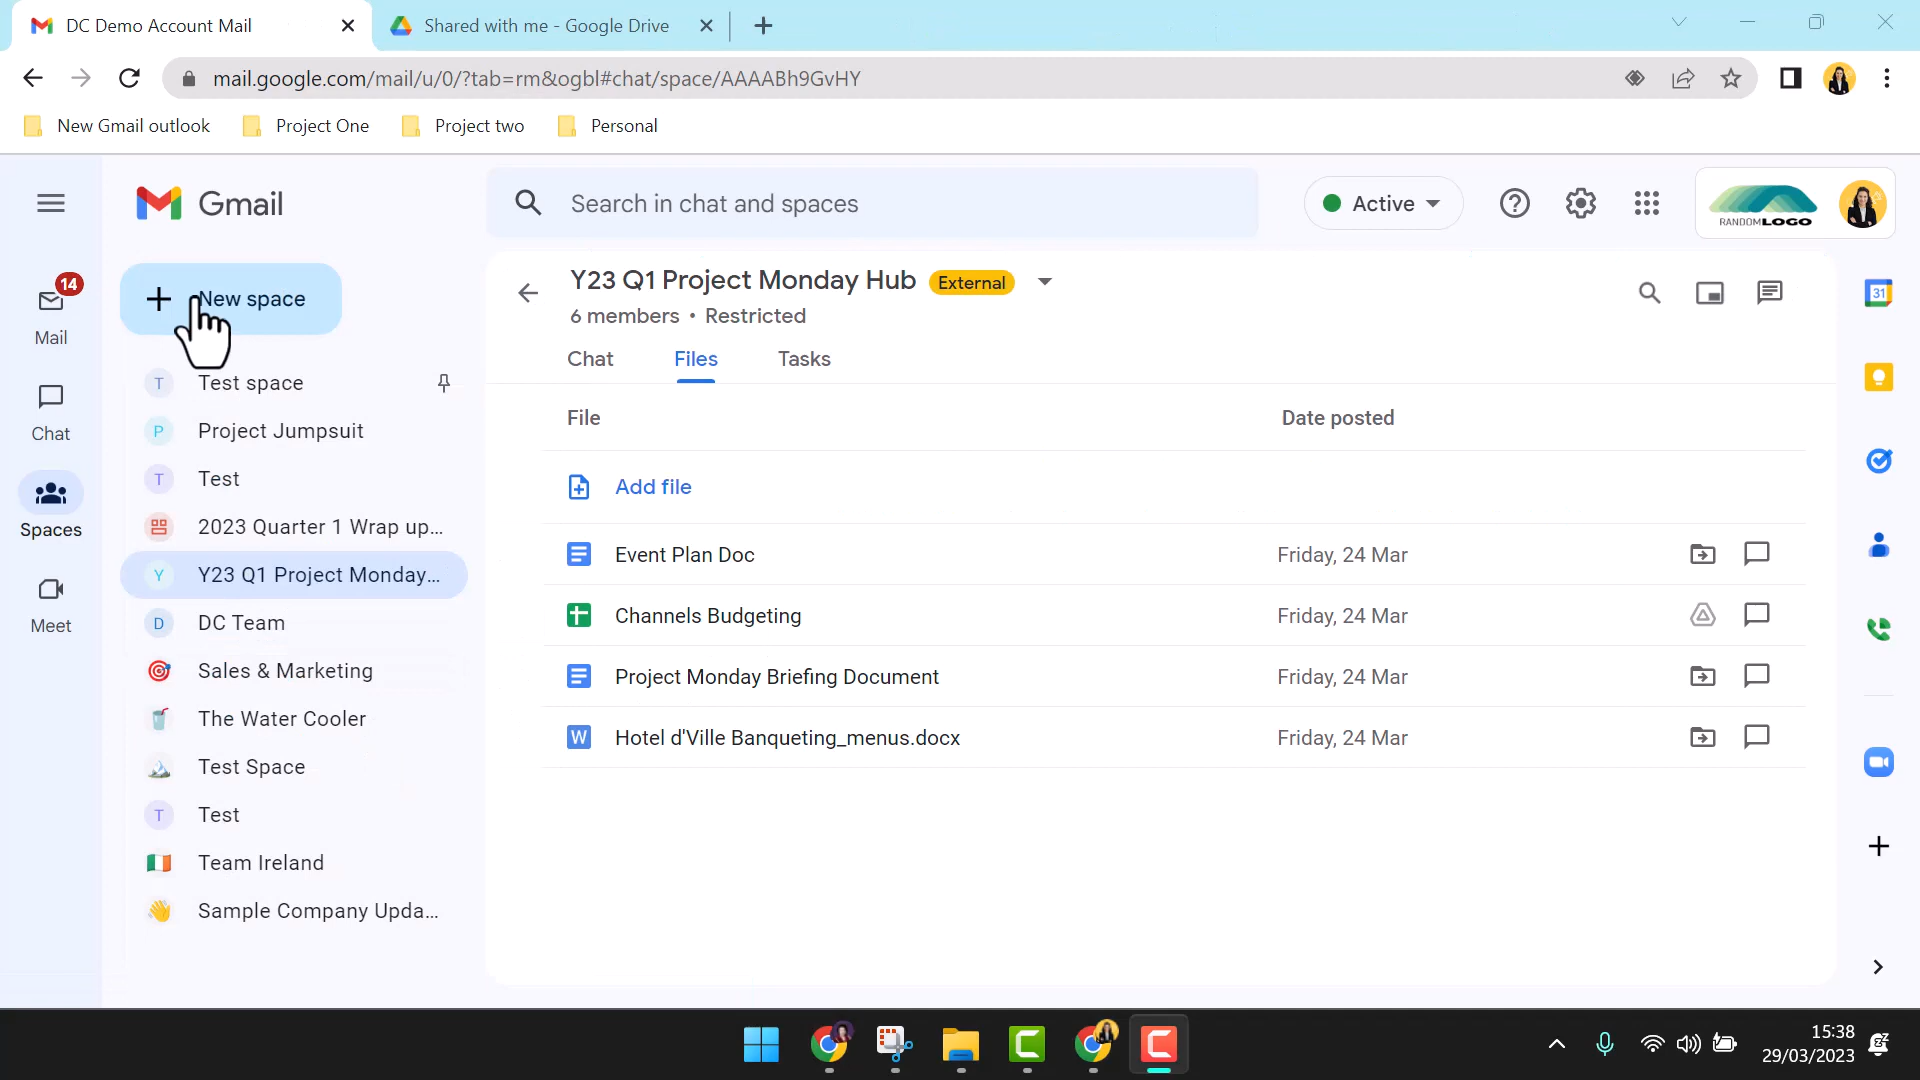 DC Demo Account Mail
Shared with me - Google Drive
mail.google.com/mail/u/0/?tab=rm&ogbl#chat/space/AAAABh9GvHY
New Gmail outlook
Project One
Project two
Personal
Gmail
Search in chat and spaces
Active
RANDOMLOGO
14
Mail
Chat
Spaces
Meet
New space
T Test space
P Project Jumpsuit
T Test
2023 Quarter 1 Wrap up...
Y Y23 Q1 Project Monday...
D DC Team
Sales & Marketing
The Water Cooler
Test Space
T Test
Team Ireland
Sample Company Upda...
Y23 Q1 Project Monday Hub External
6 members • Restricted
Chat Files Tasks
File Date posted
Add file
Event Plan Doc Friday, 24 Mar
Channels Budgeting Friday, 24 Mar
Project Monday Briefing Document Friday, 24 Mar
W Hotel d'Ville Banqueting_menus.docx Friday, 24 Mar
31
15:38
29/03/2023